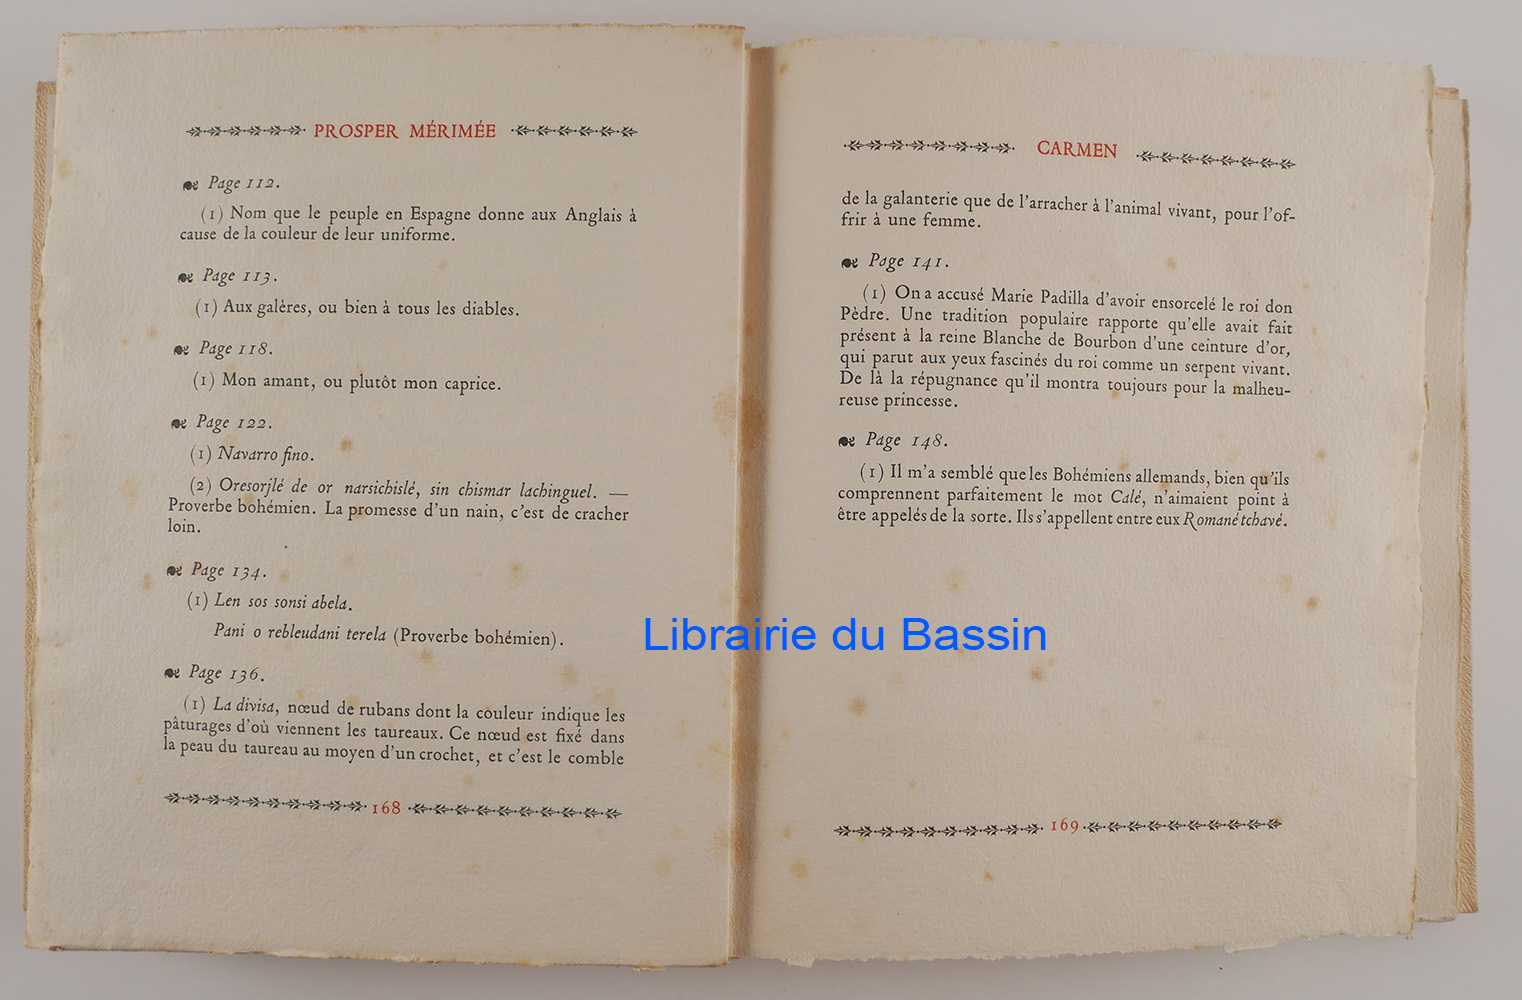 PROSPER MÉRIMÉE
Page 112.
(1) Nom que le peuple en Espagne donne aux Anglais à
cause de la couleur de leur uniforme.
Page 113.
(1) Aux galères, ou bien à tous les diables.
Page 118.
(1) Mon amant, ou plutôt mon caprice.
Page 122.
(1) Navarro fino.
(2) Oresorjlé de or narsichislé, sin chismar lachinguel. —
Proverbe bohémien. La promesse d'un nain, c'est de cracher
loin.
Page 134.
(1) Len sos sonsi abela.
Pani o rebleudani terela (Proverbe bohémien).
Page 136.
(1) La divisa, nœud de rubans dont la couleur indique les
pâturages d'où viennent les taureaux. Ce nœud est fixé dans
la peau du taureau au moyen d'un crochet, et c'est le comble
168
CARMEN
de la galanterie que de l'arracher à l'animal vivant, pour l'of-
frir à une femme.
Page 141.
(1) On a accusé Marie Padilla d'avoir ensorcelé le roi don
Pèdre. Une tradition populaire rapporte qu'elle avait fait
présent à la reine Blanche de Bourbon d'une ceinture d'or,
qui parut aux yeux fascinés du roi comme un serpent vivant.
De là la répugnance qu'il montra toujours pour la malheu-
reuse princesse.
Page 148.
(1) Il m'a semblé que les Bohémiens allemands, bien qu'ils
comprennent parfaitement le mot Calé, n'aimaient point à
être appelés de la sorte. Ils s'appellent entre eux Romané tchavé.
169
Librairie du Bassin